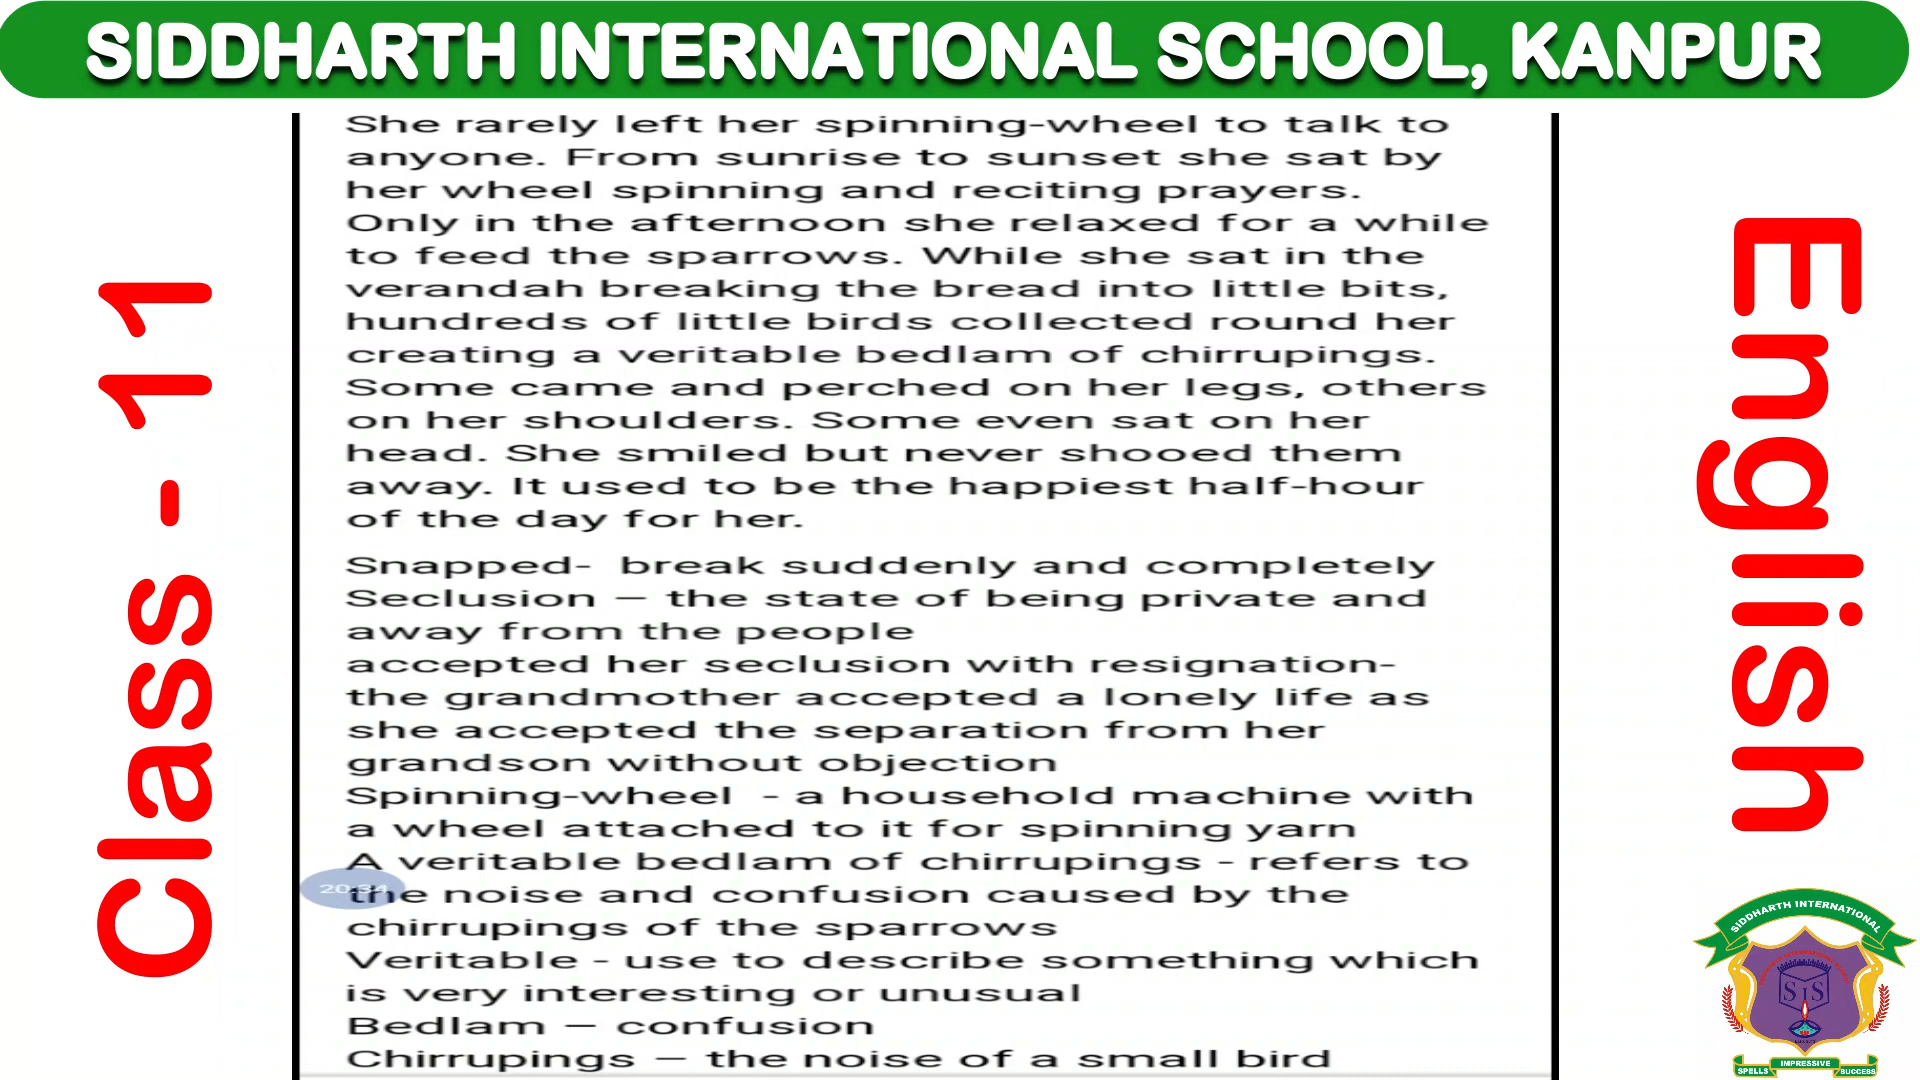 SIDDHARTH INTERNATIONAL SCHOOL, KANPUR
Class - 11
She rarely left her spinning-wheel to talk to
anyone. From sunrise to sunset she sat by
her wheel spinning and reciting prayers.
Only in the afternoon she relaxed for a while
to feed the sparrows. While she sat in the
verandah breaking the bread into little bits,
hundreds of little birds collected round her
creating a veritable bedlam of chirrupings.
Some came and perched on her legs, others
on her shoulders. Some even sat on her
head. She smiled but never shooed them
away. It used to be the happiest half-hour
of the day for her.
Snapped- break suddenly and completely
Seclusion – the state of being private and
away from the people
accepted her seclusion with resignation-
the grandmother accepted a lonely life as
she accepted the separation from her
grandson without objection
Spinning-wheel - a household machine with
a wheel attached to it for spinning yarn
A veritable bedlam of chirrupings - refers to
the noise and confusion caused by the
chirrupings of the sparrows
Veritable - use to describe something which
is very interesting or unusual
Bedlam – confusion
Chirrupings – the noise of a small bird
20:34
English
SIDDHARTH INTERNATIONAL
SIS
SPELLS IMPRESSIVE SUCCESS